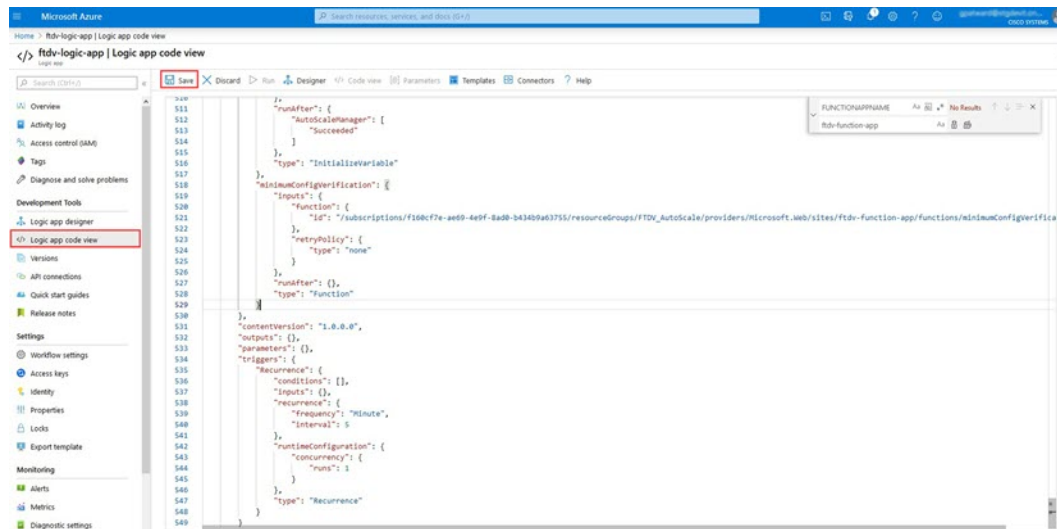 Microsoft Azure
Search resources, services, and docs (G+/)
CISCO SYSTEMS
Home > ftdv-logic-app | Logic app code view
</> ftdv-logic-app | Logic app code view
Logic app
Search (Ctrl+/)
«
Save Discard Run Designer </> Code view [@] Parameters Templates Connectors ? Help
Overview
Activity log
Access control (IAM)
Tags
Diagnose and solve problems
Development Tools
Logic app designer
</> Logic app code view
Versions
API connections
Quick start guides
Release notes
Settings
Workflow settings
Access keys
Identity
Properties
Locks
Export template
Monitoring
Alerts
Metrics
Diagnostic settings
510 },
511 "runAfter": {
512 "AutoScaleManager": [
513 "Succeeded"
514 ]
515 },
516 "type": "InitializeVariable"
517 },
518 "minimumConfigVerification": {
519 "inputs": {
520 "function": {
521 "id": "/subscriptions/f160cf7e-ae69-4e9f-8ad0-b434b9a63755/resourceGroups/FTDV_AutoScale/providers/Microsoft.Web/sites/ftdv-function-app/functions/minimumConfigVerifica
522 },
523 "retryPolicy": {
524 "type": "none"
525 }
526 },
527 "runAfter": {},
528 "type": "Function"
529 }
530 },
531 "contentVersion": "1.0.0.0",
532 "outputs": {},
533 "parameters": {},
534 "triggers": {
535 "Recurrence": {
536 "conditions": [],
537 "inputs": {},
538 "recurrence": {
539 "frequency": "Minute",
540 "interval": 5
541 },
542 "runtimeConfiguration": {
543 "concurrency": {
544 "runs": 1
545 }
546 },
547 "type": "Recurrence"
548 }
549 }
FUNCTIONAPPNAME Aa No Results
ftdv-function-app